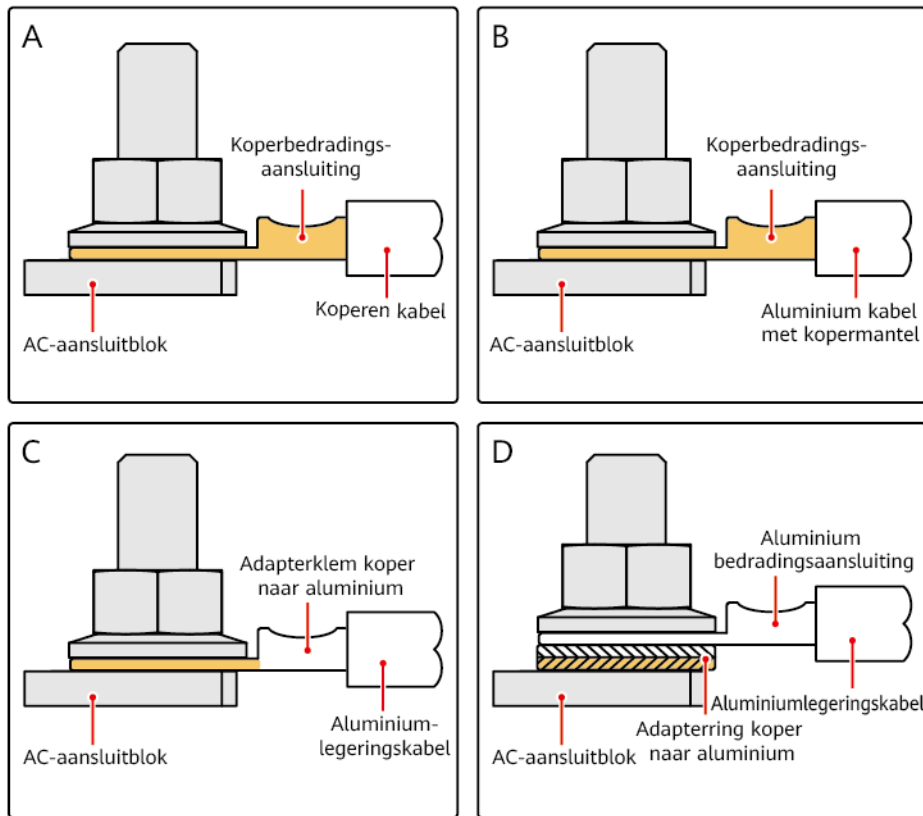 A
Koperbedradings-
aansluiting
Koperen kabel
AC-aansluitblok
B
Koperbedradings-
aansluiting
Aluminium kabel
met kopermantel
AC-aansluitblok
C
Adapterklem koper
naar aluminium
Aluminium-
legeringskabel
AC-aansluitblok
D
Aluminium
bedradingsaansluiting
Aluminiumlegeringskabel
Adapterring koper
naar aluminium
AC-aansluitblok